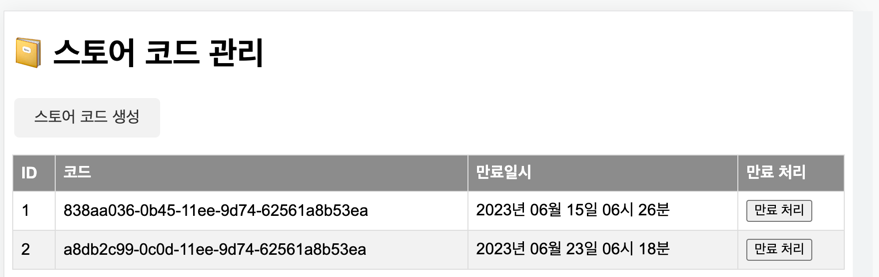 스토어 코드 관리
스토어 코드 생성
ID 코드 만료일시 만료 처리
1 838aa036-0b45-11ee-9d74-62561a8b53ea 2023년 06월 15일 06시 26분 만료 처리
2 a8db2c99-0c0d-11ee-9d74-62561a8b53ea 2023년 06월 23일 06시 18분 만료 처리